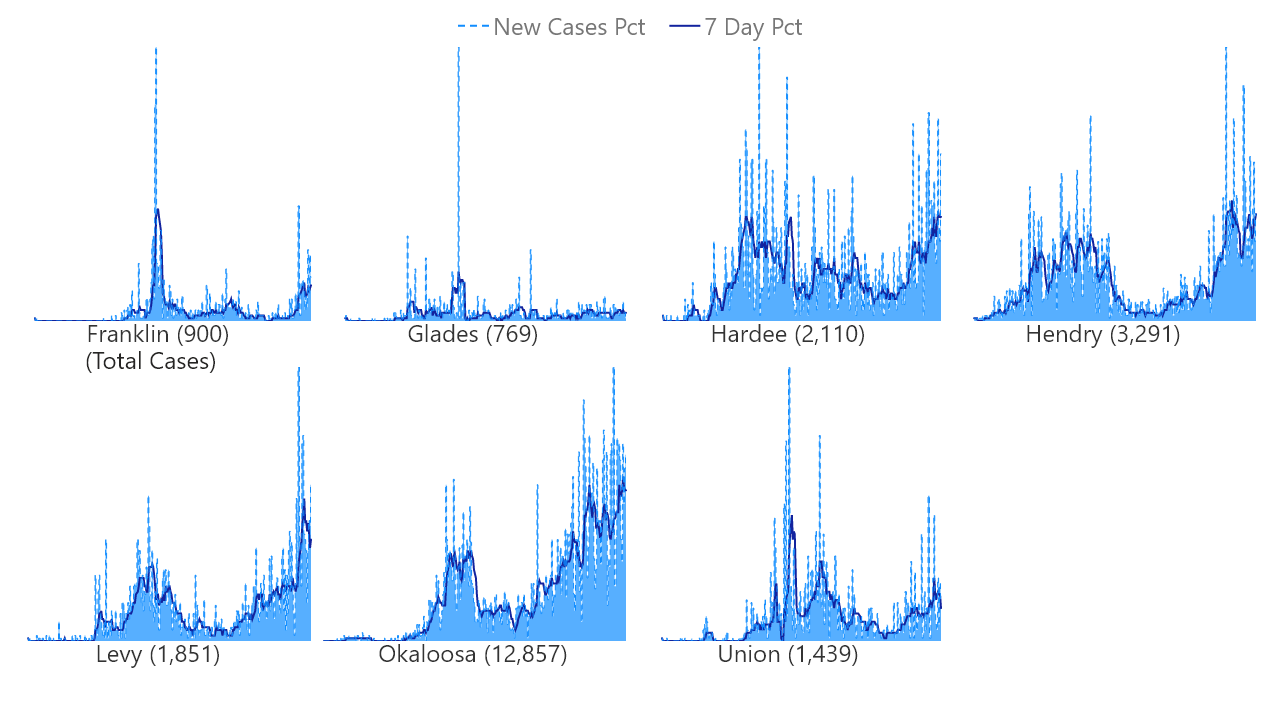 New Cases Pct 7 Day Pct
Franklin (900)
(Total Cases)
Glades (769)
Hardee (2,110)
Hendry (3,291)
Levy (1,851)
Okaloosa (12,857)
Union (1,439)